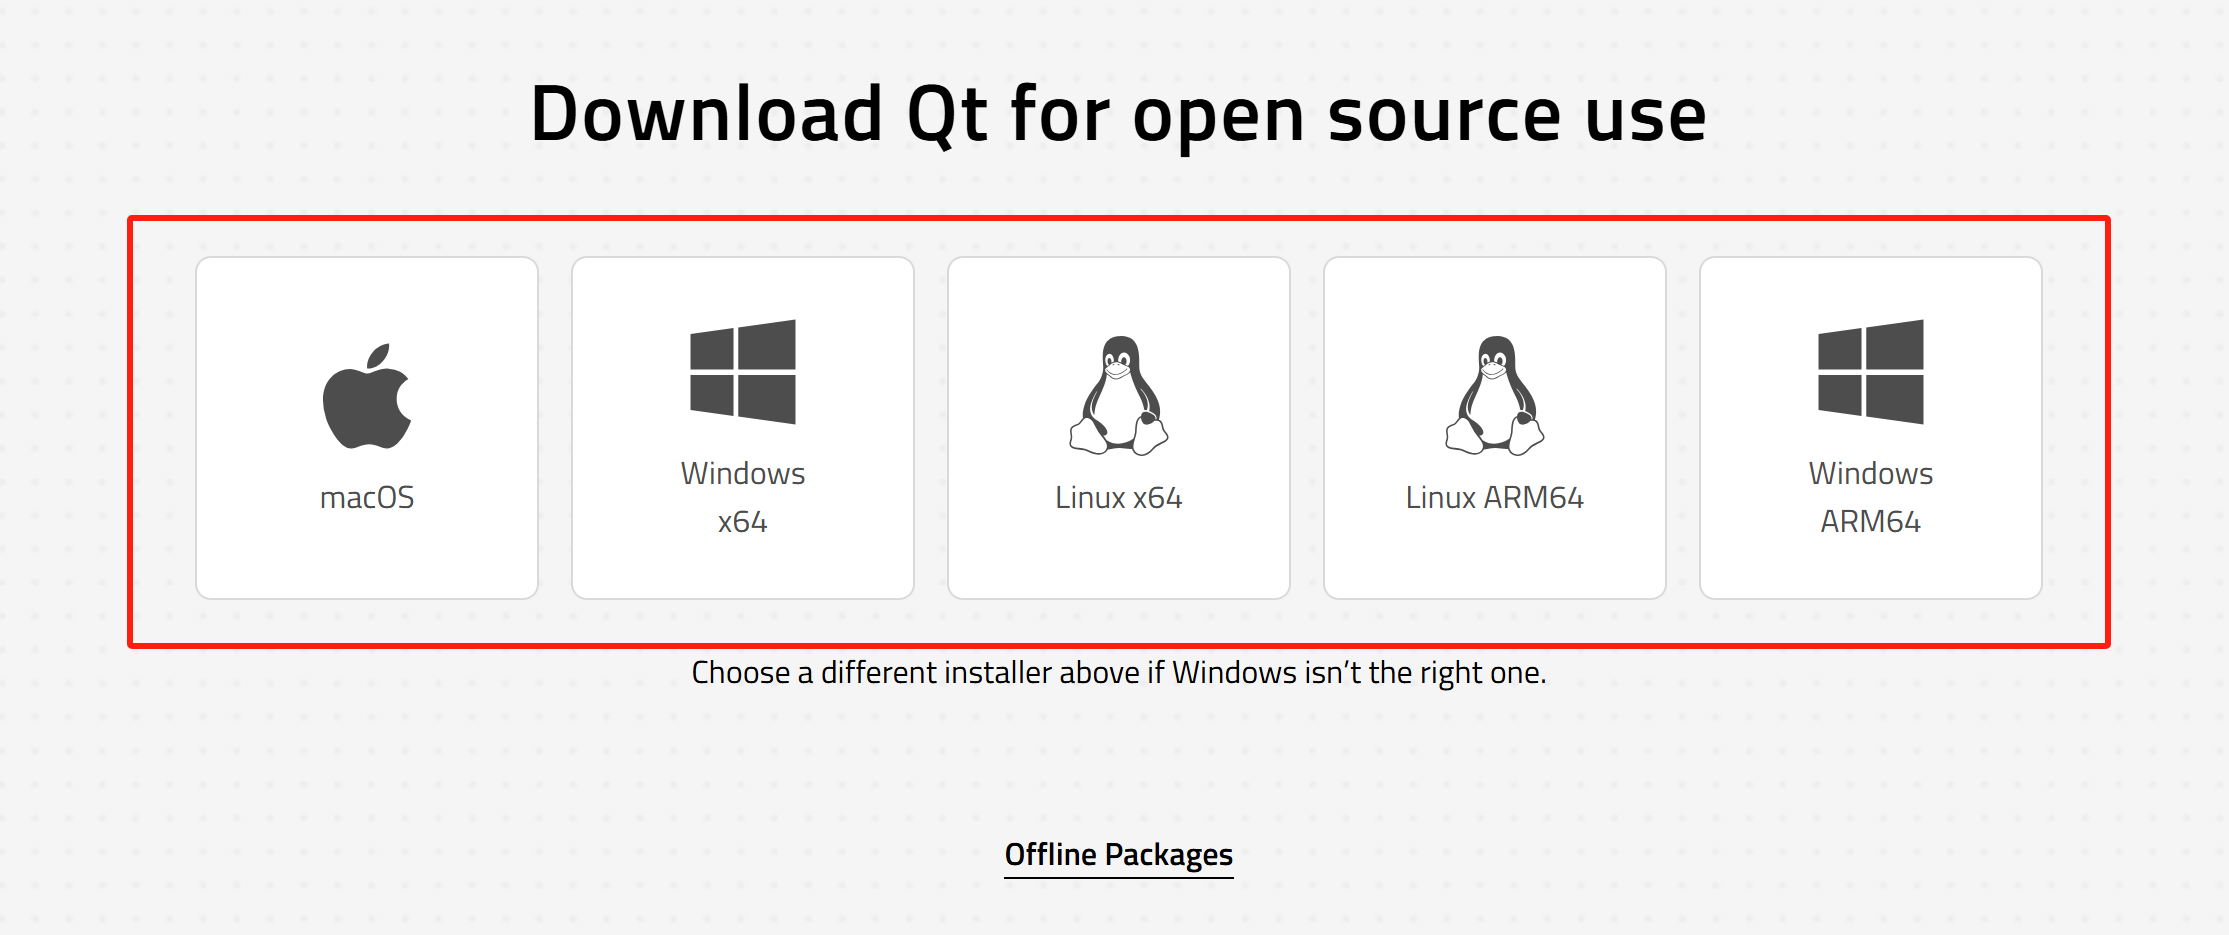 Download Qt for open source use
macOS
Windows
x64
Linux x64
Linux ARM64
Windows
ARM64
Choose a different installer above if Windows isn’t the right one.
Offline Packages